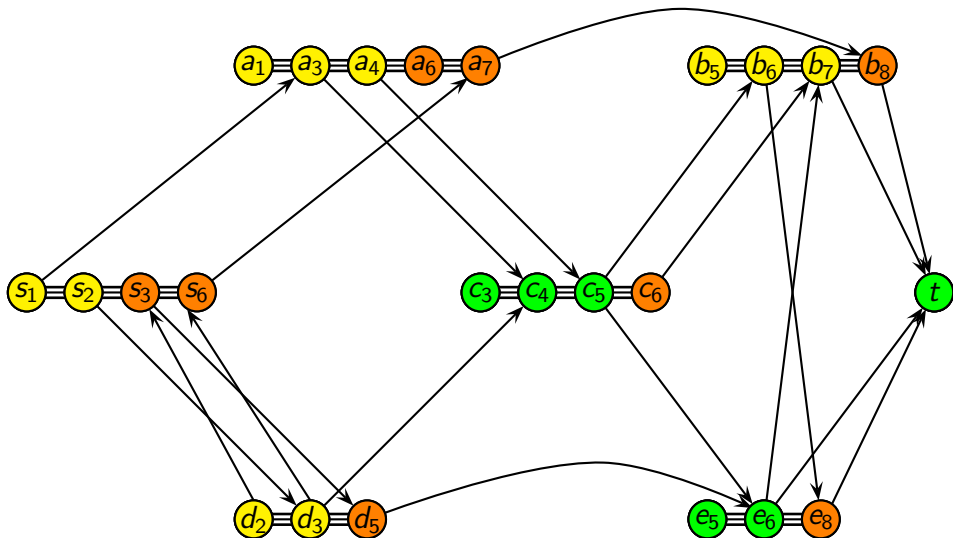 a₁ a₃ a₄ a₆ a₇ b₅ b₆ b₇ b₈
s₁ s₂ s₃ s₆ c₃ c₄ c₅ c₆ t
d₂ d₃ d₅ e₅ e₆ e₈